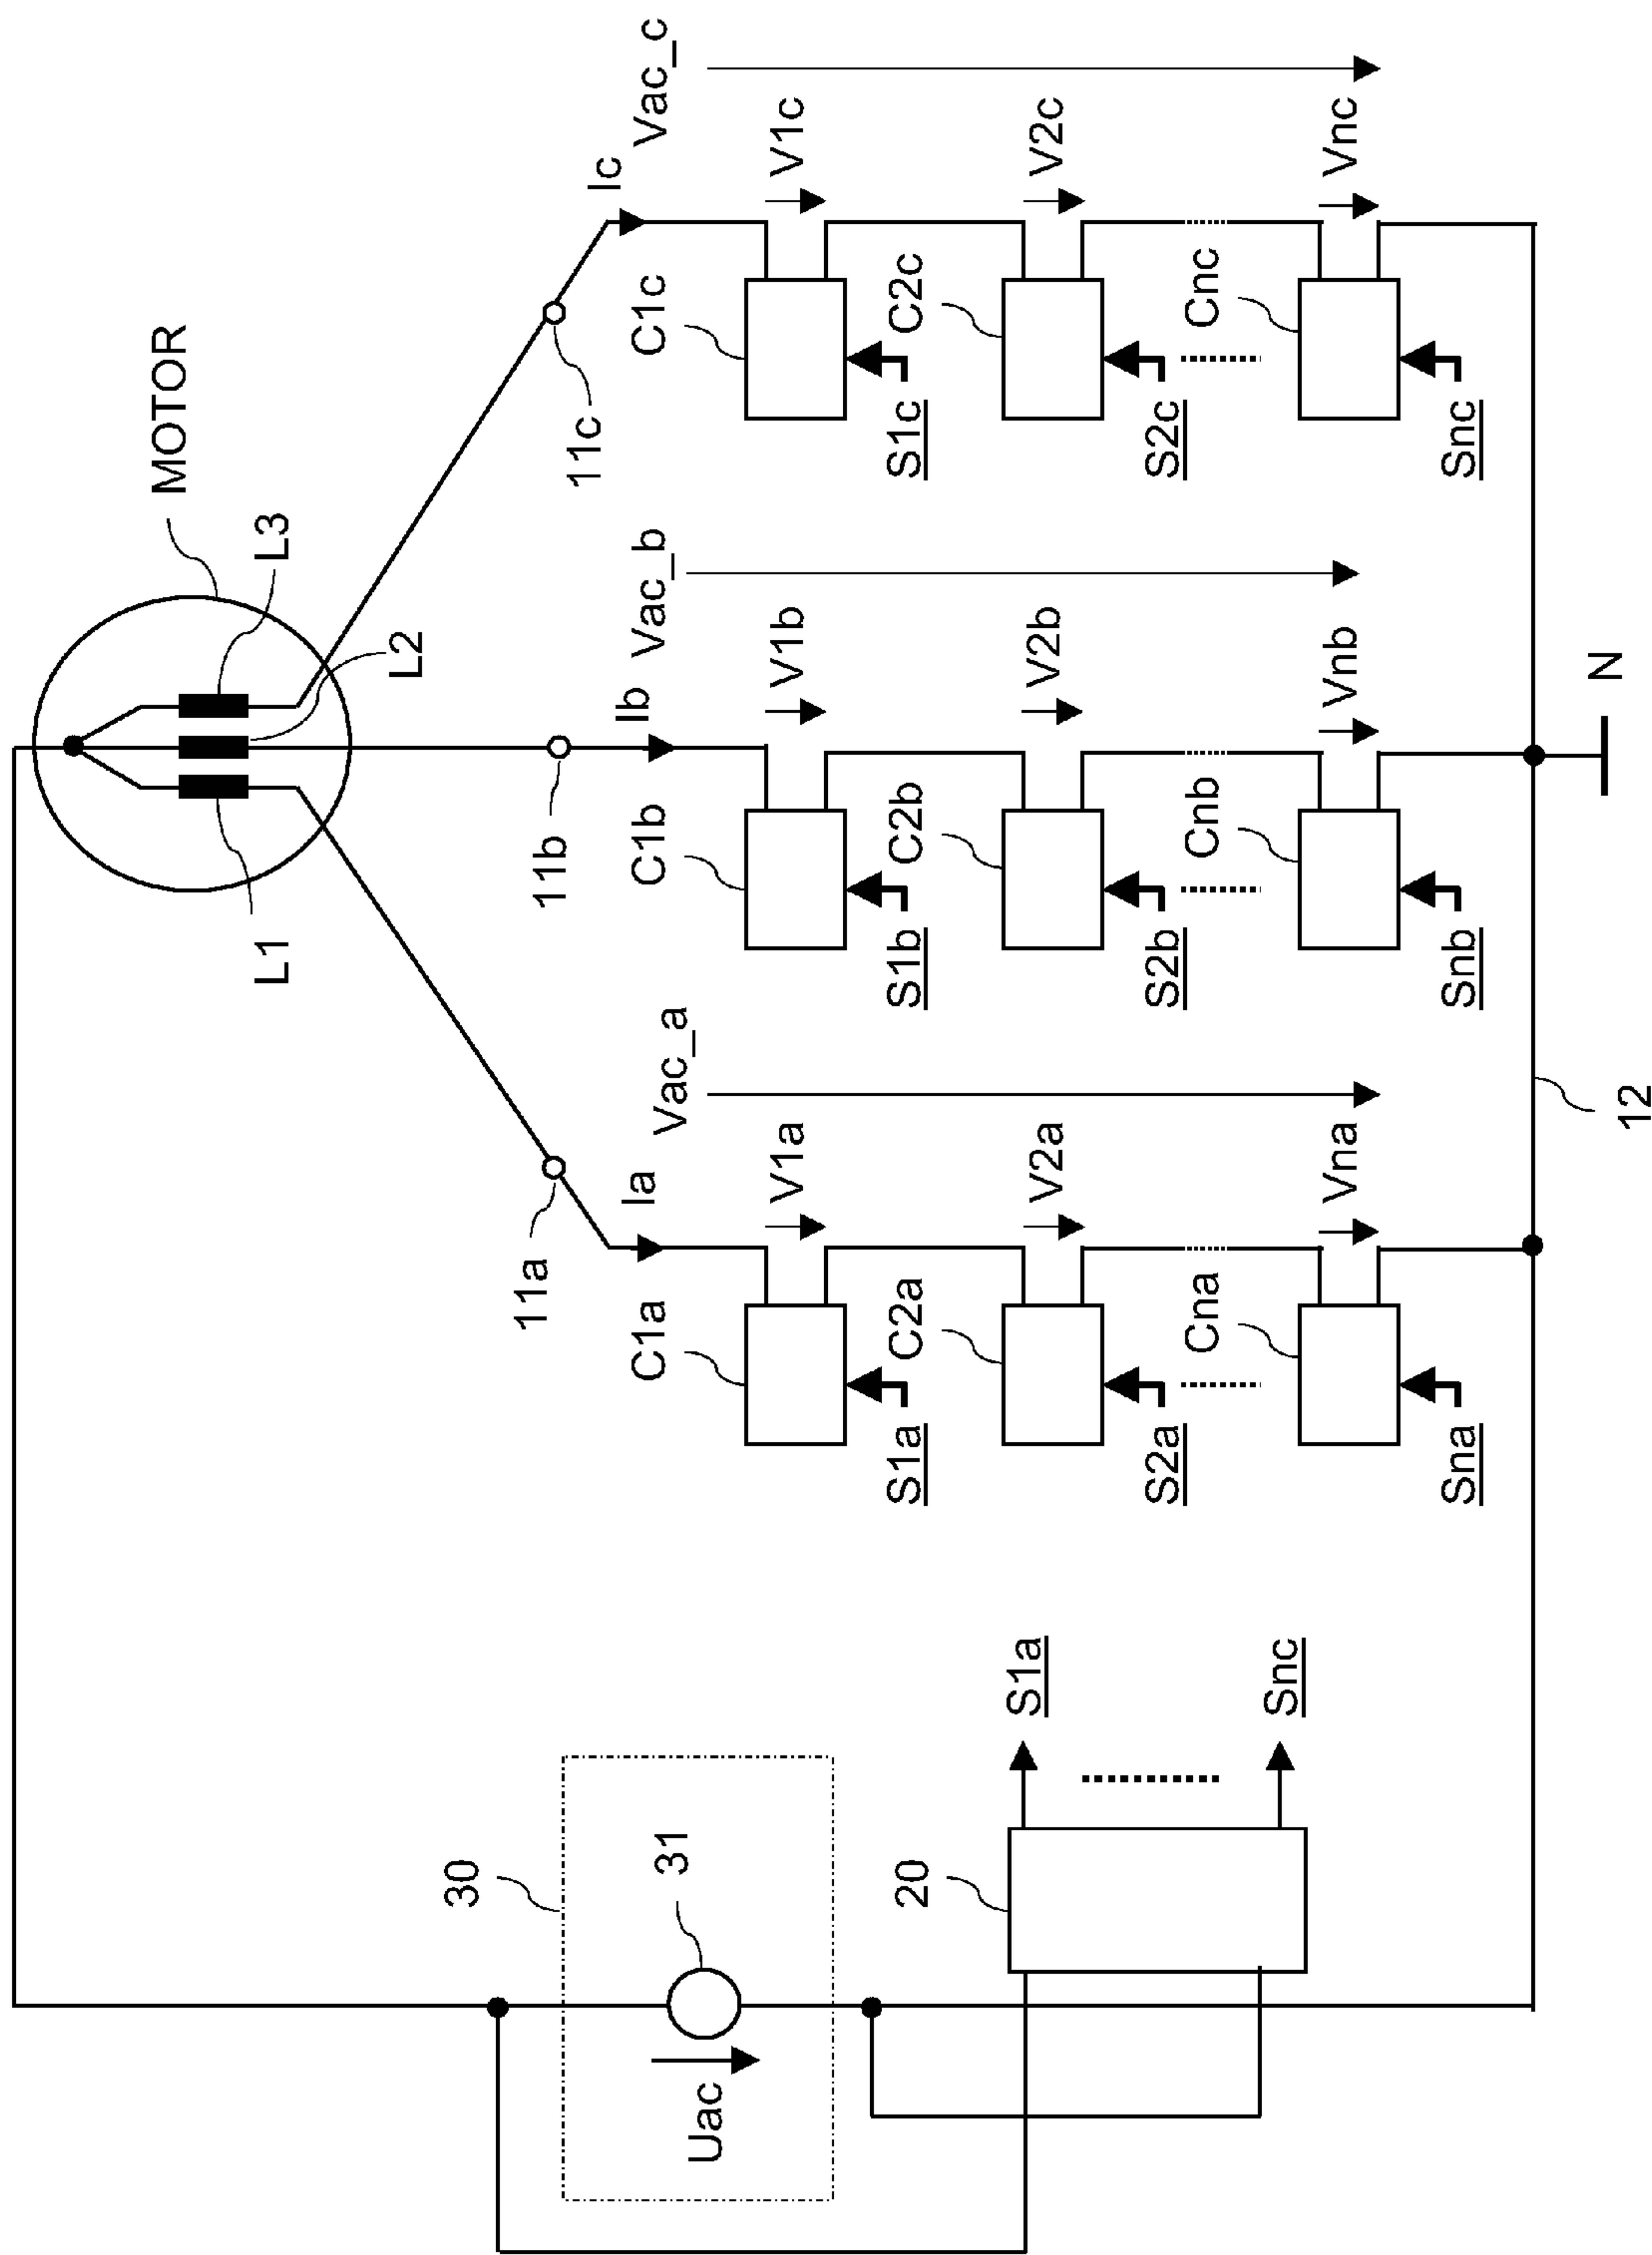 MOTOR
L1
L2
L3
11a
11b
11c
Ia
Ib
Ic
Vac_a
Vac_b
Vac_c
C1a
V1a
S1a
C2a
V2a
S2a
Cna
Vna
Sna
C1b
V1b
S1b
C2b
V2b
S2b
Cnb
Vnb
Snb
C1c
V1c
S1c
C2c
V2c
S2c
Cnc
Vnc
Snc
30
31
Uac
20
S1a
Snc
12
N